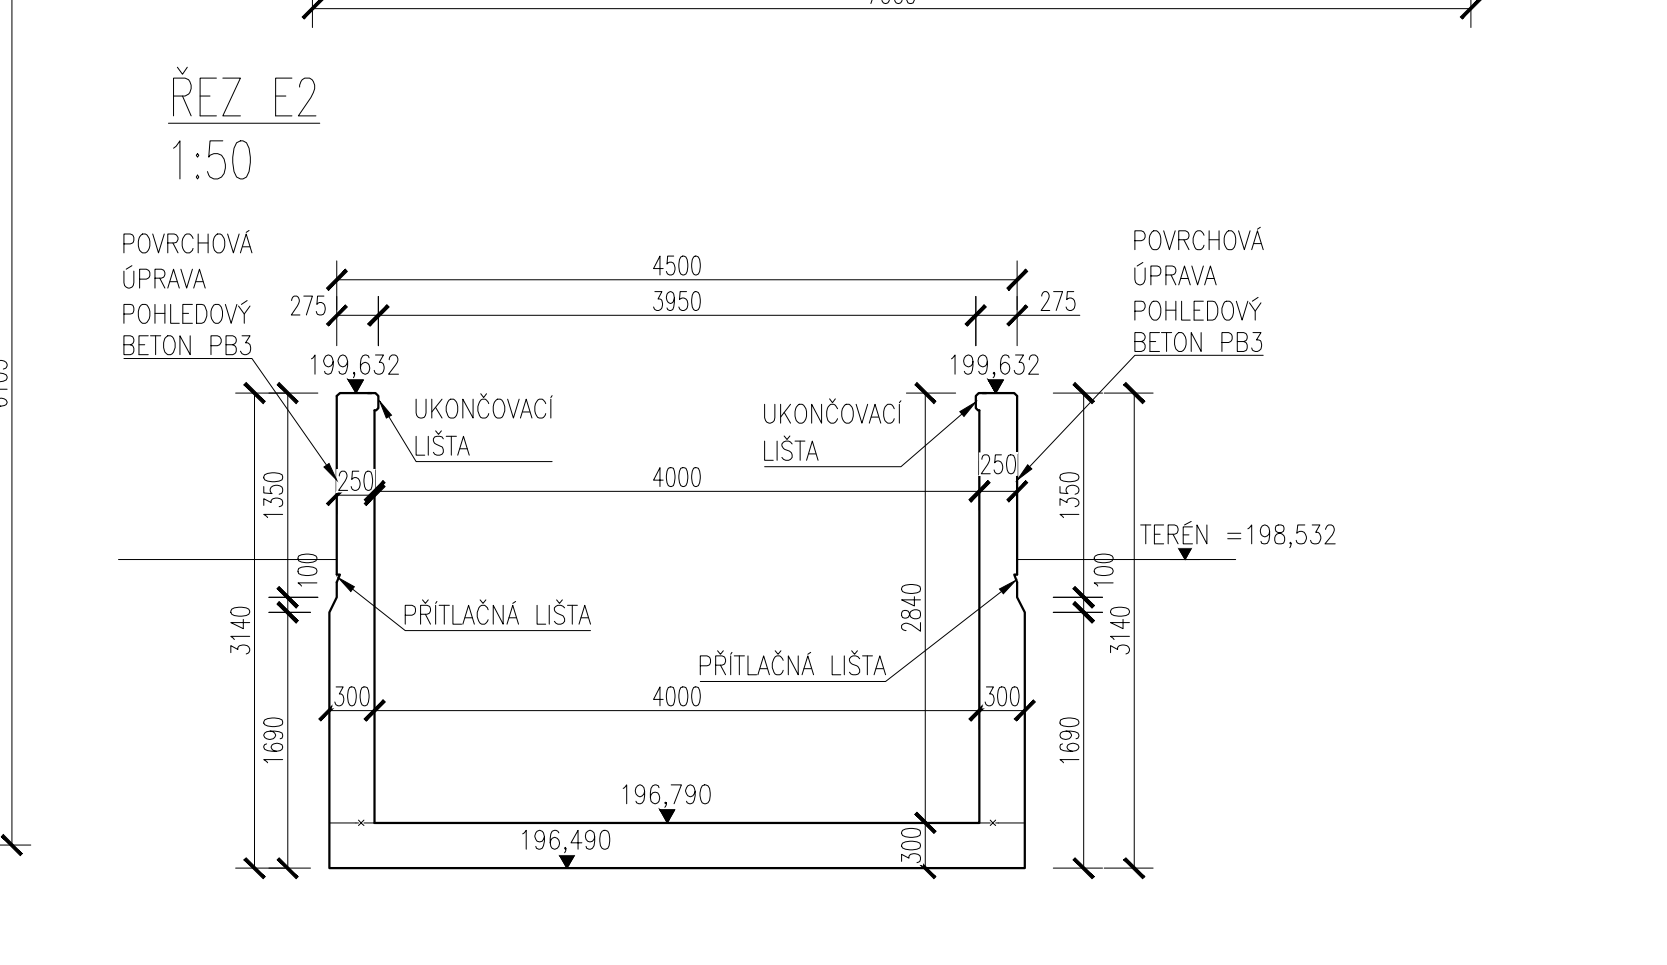 ŘEZ E2
1:50
POVRCHOVÁ
ÚPRAVA
POHLEDOVÝ
BETON PB3
POVRCHOVÁ
ÚPRAVA
POHLEDOVÝ
BETON PB3
4500
275
3950
275
199,632
199,632
UKONČOVACÍ
LIŠTA
UKONČOVACÍ
LIŠTA
250
4000
250
1350
1350
TERÉN =198,532
100
100
3140
2840
3140
PŘÍTLAČNÁ LIŠTA
PŘÍTLAČNÁ LIŠTA
300
4000
300
1690
1690
196,790
196,490
300